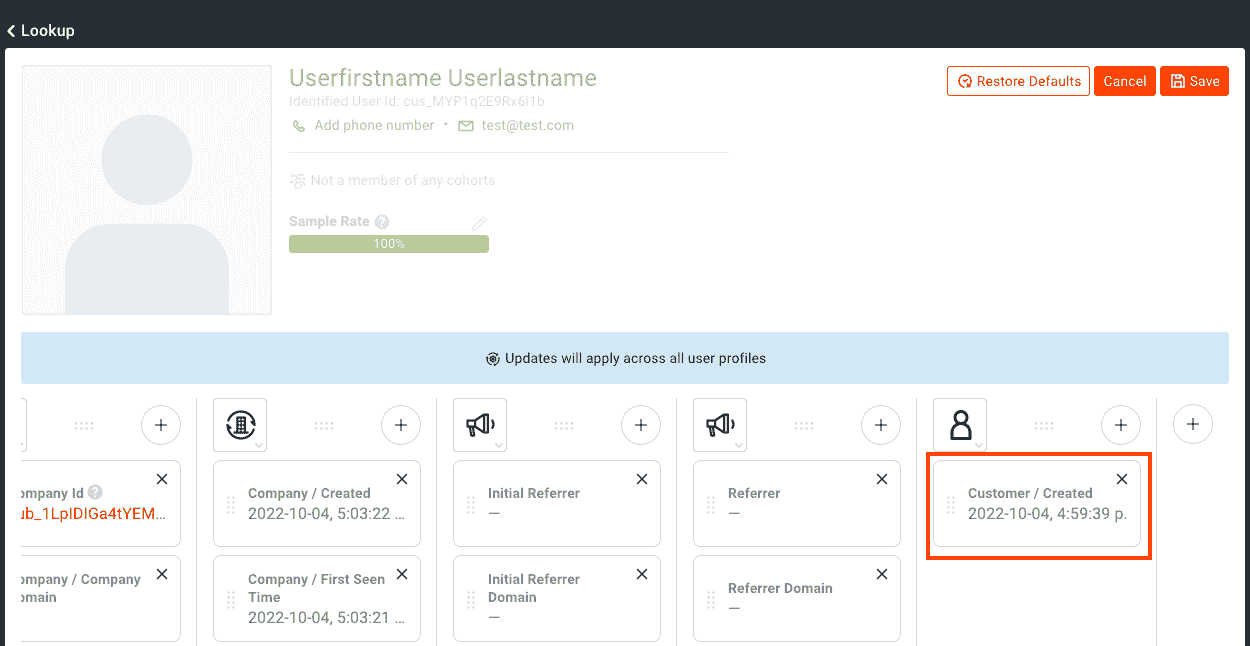 Lookup
Userfirstname Userlastname
Restore Defaults
Cancel
Save
Identified User Id: cus_MYP1q2E9Rx6l1b
Add phone number · test@test.com
Not a member of any cohorts
Sample Rate ?
100%
Updates will apply across all user profiles
ompany Id ?
ub_1LpIDIGa4tYEM...
Company / Created
2022-10-04, 5:03:22 ...
Initial Referrer
—
Referrer
—
Customer / Created
2022-10-04, 4:59:39 p.
ompany / Company
omain
Company / First Seen
Time
2022-10-04, 5:03:21 ...
Initial Referrer
Domain
—
Referrer Domain
—